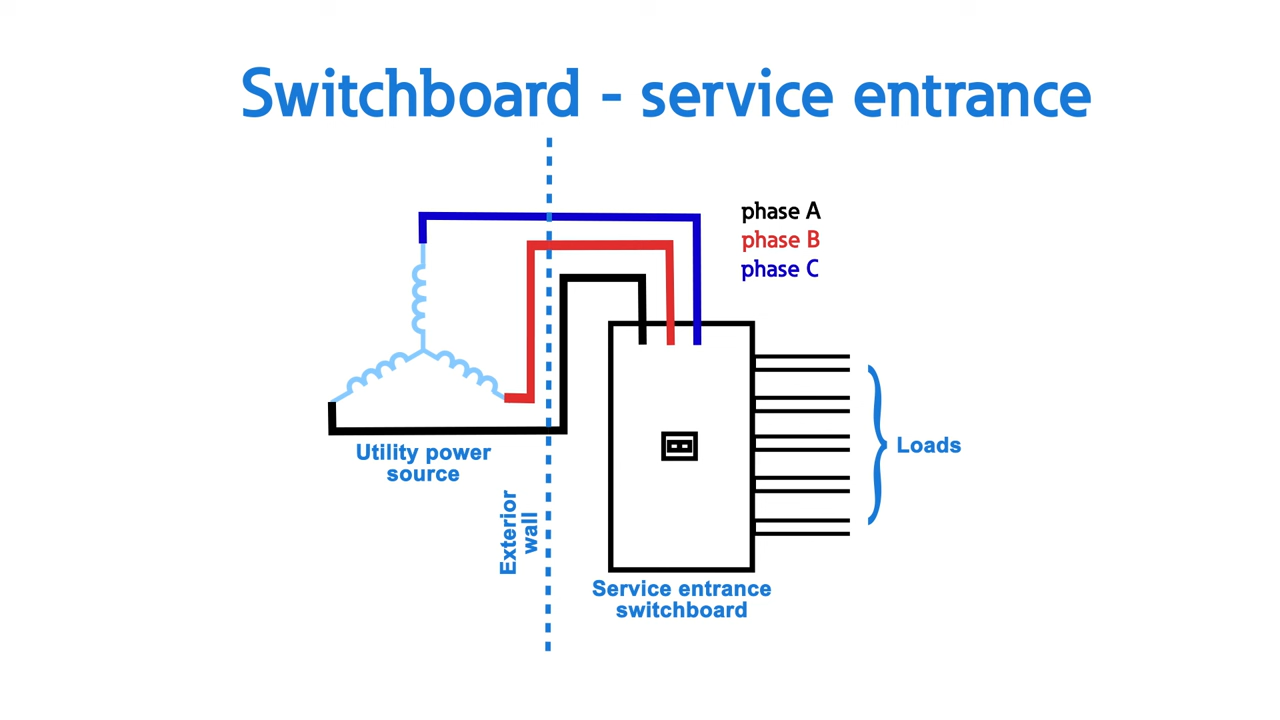 Switchboard - service entrance
phase A
phase B
phase C
Utility power
source
Exterior
wall
Service entrance
switchboard
Loads